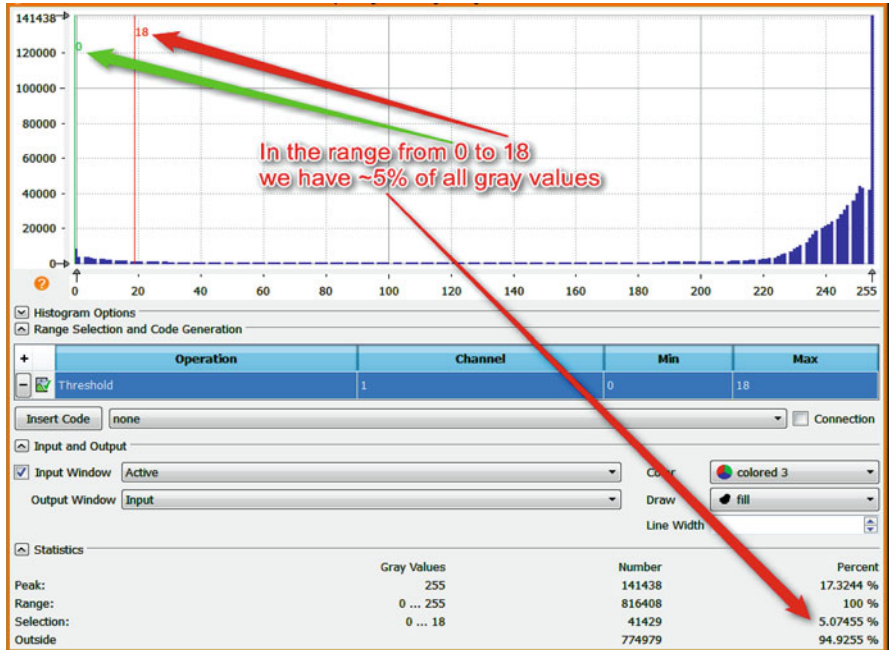 141438
18
0
120000
100000
80000
60000
40000
20000
0
In the range from 0 to 18
we have ~5% of all gray values
0 20 40 60 80 100 120 140 160 180 200 220 240 255
?
Histogram Options
Range Selection and Code Generation
+ Operation Channel Min Max
Threshold 1 0 18
Insert Code none Connection
Input and Output
Input Window Active Color colored 3
Output Window Input Draw fill
Line Width
Statistics
Gray Values Number Percent
Peak: 255 141438 17.3244 %
Range: 0 ... 255 816408 100 %
Selection: 0 ... 18 41429 5.07455 %
Outside 774979 94.9255 %